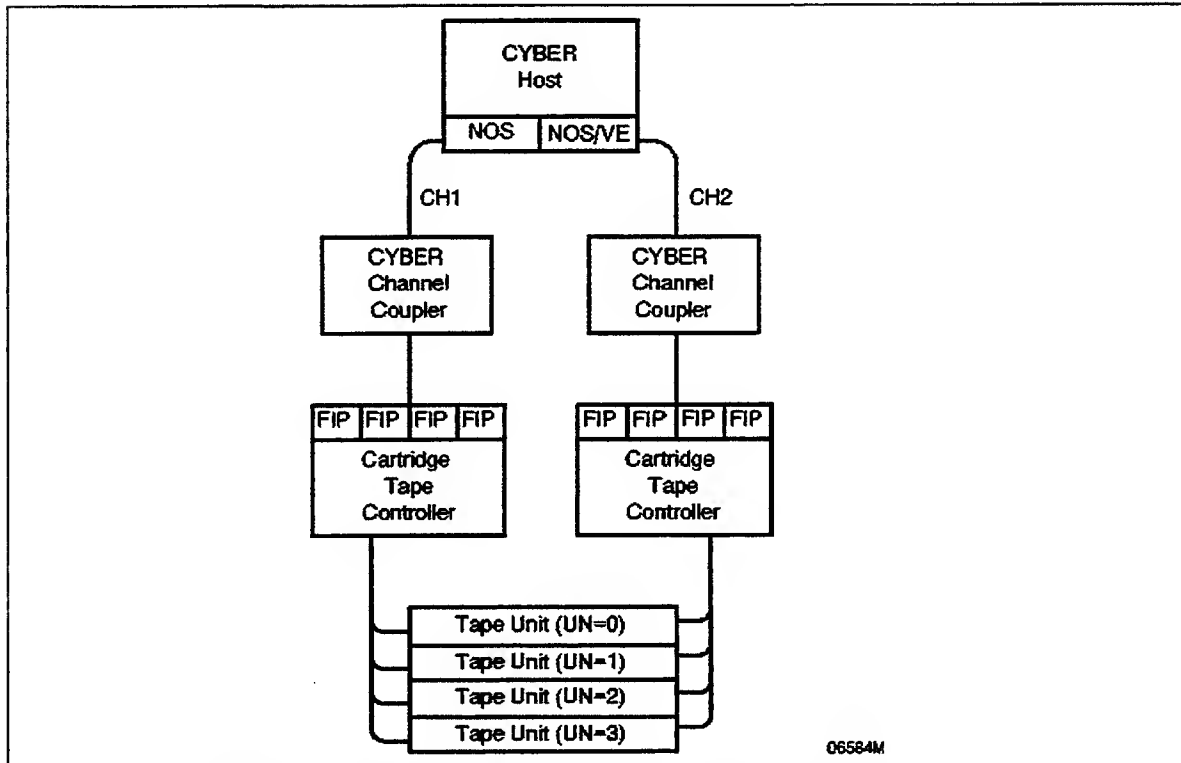 CYBER
Host
NOS NOS/VE
CH1 CH2
CYBER
Channel
Coupler
CYBER
Channel
Coupler
FIP FIP FIP FIP
Cartridge
Tape
Controller
FIP FIP FIP FIP
Cartridge
Tape
Controller
Tape Unit (UN=0)
Tape Unit (UN=1)
Tape Unit (UN=2)
Tape Unit (UN=3)
06584M